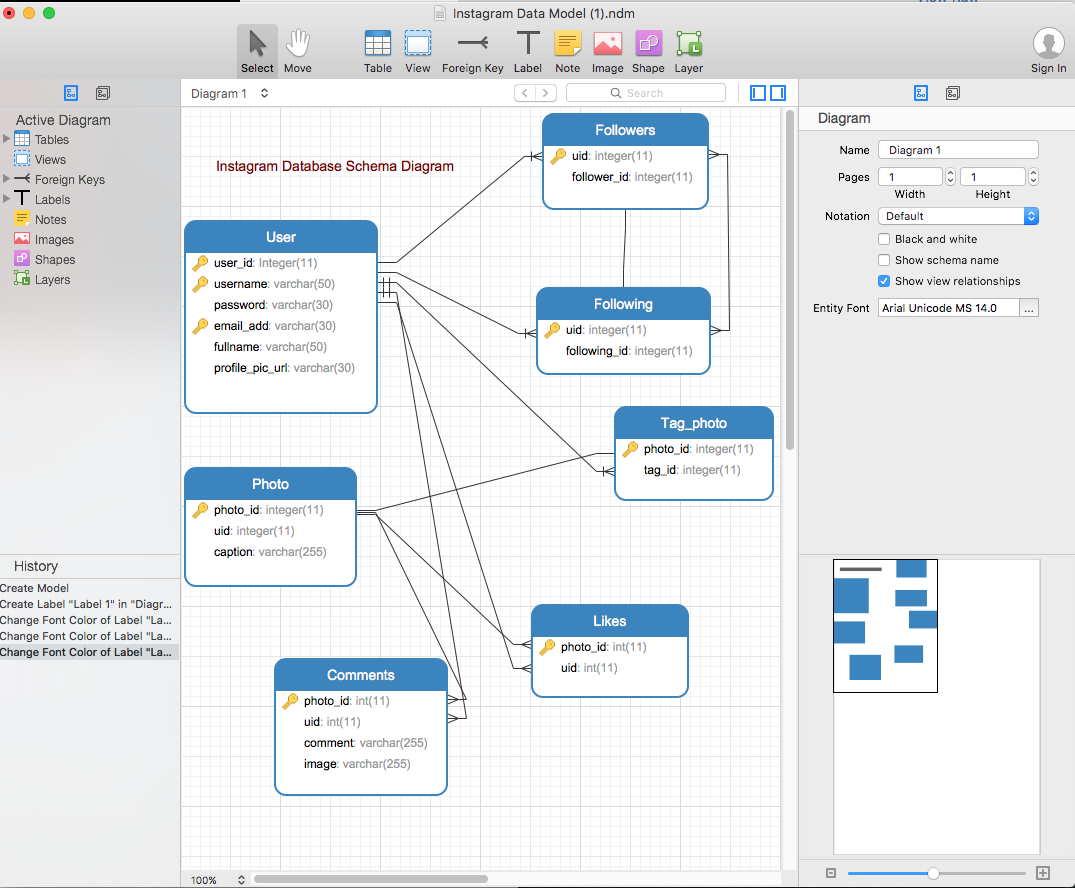 Instagram Data Model (1).ndm
Select
Move
Table
View
Foreign Key
Label
Note
Image
Shape
Layer
Sign In
Diagram 1
Search
Active Diagram
Tables
Views
Foreign Keys
Labels
Notes
Images
Shapes
Layers
History
Create Model
Create Label "Label 1" in "Diagr...
Change Font Color of Label "La...
Change Font Color of Label "La...
Change Font Color of Label "La...
Instagram Database Schema Diagram
Followers
uid: integer(11)
follower_id: integer(11)
User
user_id: Integer(11)
username: varchar(50)
password: varchar(30)
email_add: varchar(30)
fullname: varchar(50)
profile_pic_url: varchar(30)
Following
uid: integer(11)
following_id: integer(11)
Tag_photo
photo_id: integer(11)
tag_id: integer(11)
Photo
photo_id: integer(11)
uid: integer(11)
caption: varchar(255)
Likes
photo_id: int(11)
uid: int(11)
Comments
photo_id: int(11)
uid: int(11)
comment: varchar(255)
image: varchar(255)
100%
Diagram
Name Diagram 1
Pages 1 1
Width Height
Notation Default
Black and white
Show schema name
Show view relationships
Entity Font Arial Unicode MS 14.0 ...